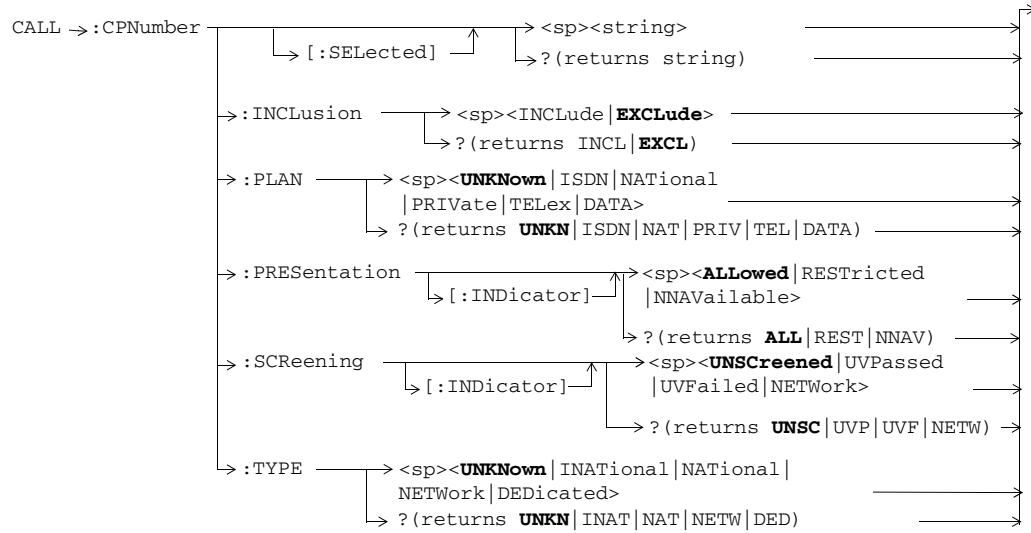 CALL :CPNumber <sp><string>
[:SELected] ?(returns string)
:INCLusion <sp><INCLude|EXCLude>
?(returns INCL|EXCL)
:PLAN <sp><UNKNown|ISDN|NATional
|PRIVate|TELex|DATA>
?(returns UNKN|ISDN|NAT|PRIV|TEL|DATA)
:PRESentation <sp><ALLowed|RESTricted
[:INDicator] |NNAVailable>
?(returns ALL|REST|NNAV)
:SCReening <sp><UNSCreened|UVPassed
[:INDicator] |UVFailed|NETWork>
?(returns UNSC|UVP|UVF|NETW)
:TYPE <sp><UNKNown|INATional|NATional|
NETWork|DEDicated>
?(returns UNKN|INAT|NAT|NETW|DED)